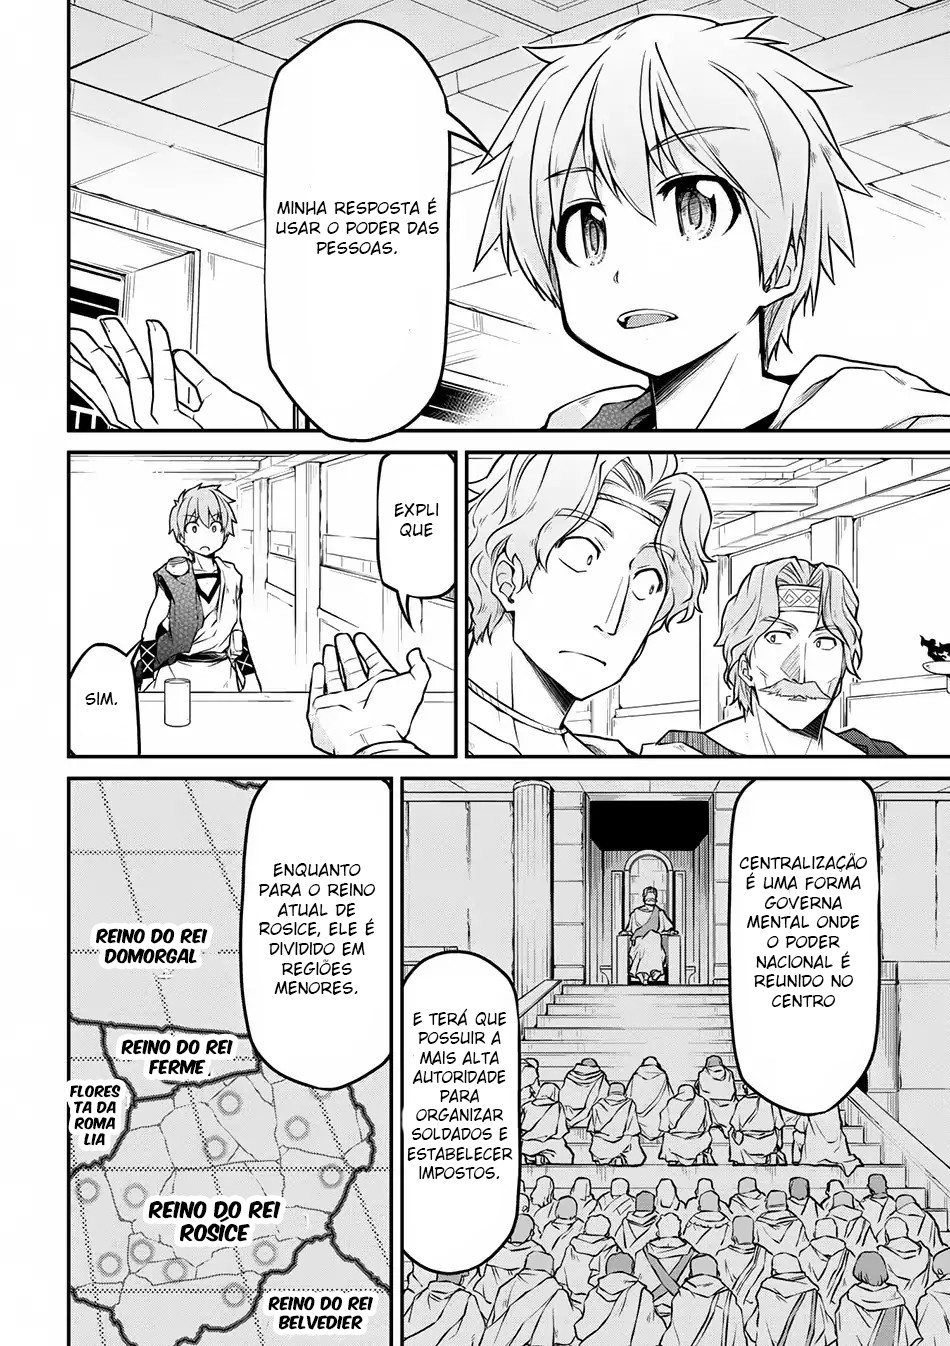 MINHA RESPOSTA É
USAR O PODER DAS
PESSOAS.
EXPLI
QUE
SIM.
CENTRALIZAÇÃO
É UMA FORMA
GOVERNA
MENTAL ONDE
O PODER
NACIONAL É
REUNIDO NO
CENTRO
E TERÁ QUE
POSSUIR A
MAIS ALTA
AUTORIDADE
PARA
ORGANIZAR
SOLDADOS E
ESTABELECER
IMPOSTOS.
ENQUANTO
PARA O REINO
ATUAL DE
ROSICE, ELE É
DIVIDIDO EM
REGIÕES
MENORES.
REINO DO REI
DOMORGAL
REINO DO REI
FERME
FLORES
TA DA
ROMA
LIA
REINO DO REI
ROSICE
REINO DO REI
BELVEDIER